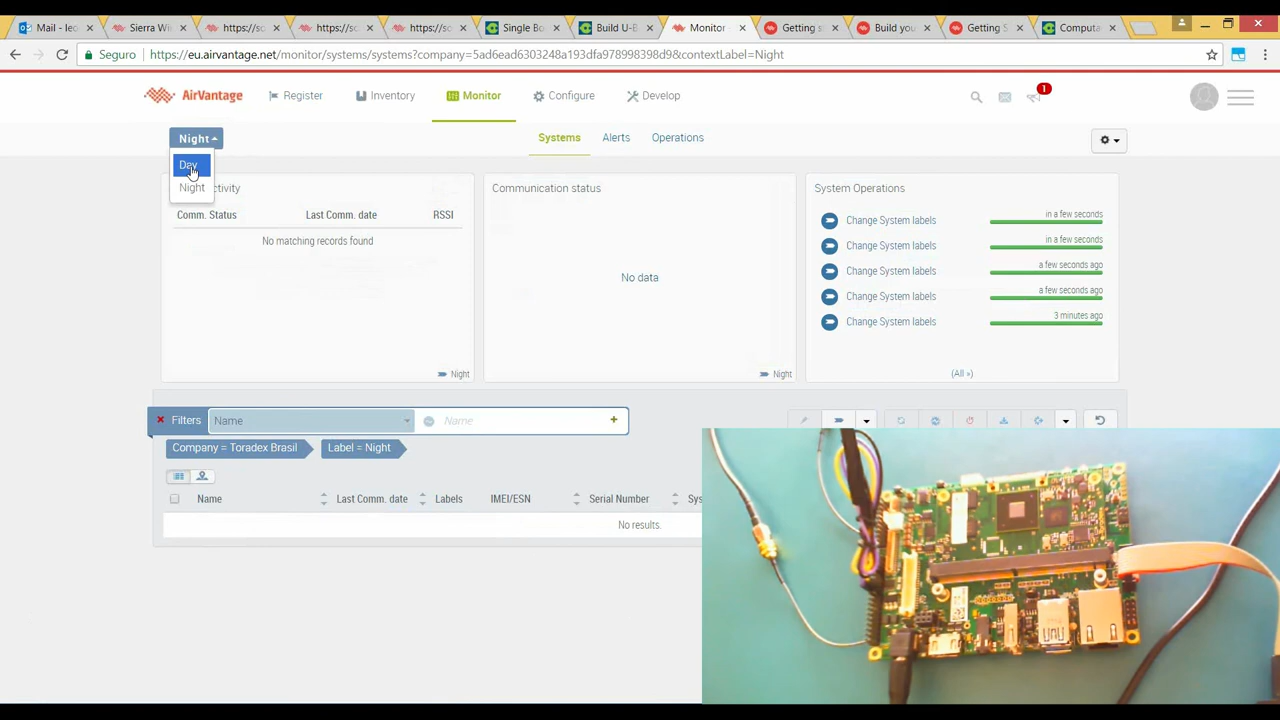 Mail - leo
Sierra Wi
https://sc
https://sc
https://so
Single Bo
Build U-B
Monitor
Getting s
Build you
Getting S
Computa
Seguro
https://eu.airvantage.net/monitor/systems/systems?company=5ad6ead6303248a193dfa978998398d9&contextLabel=Night
AirVantage
Register
Inventory
Monitor
Configure
Develop
1
Night
Systems
Alerts
Operations
Day
Night
ctivity
Comm. Status
Last Comm. date
RSSI
No matching records found
Night
Communication status
No data
Night
System Operations
Change System labels
in a few seconds
Change System labels
in a few seconds
Change System labels
a few seconds ago
Change System labels
a few seconds ago
Change System labels
3 minutes ago
(All »)
Filters
Name
Name
Company = Toradex Brasil
Label = Night
Name
Last Comm. date
Labels
IMEI/ESN
Serial Number
Sys
No results.